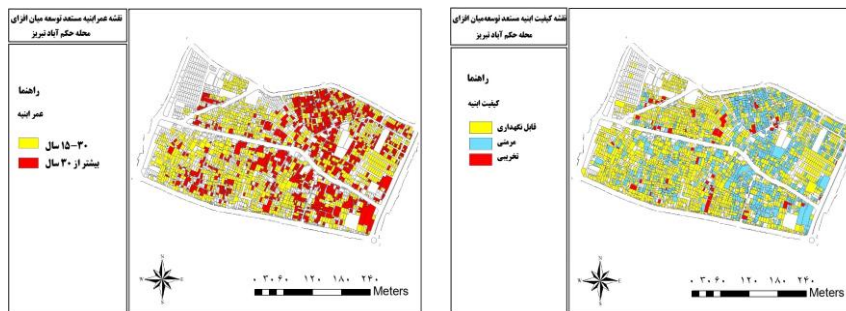 نقشه عمر ابنیه مستعد توسعه میان افزای
محله حکم آباد تبریز
راهنما
عمر ابنیه
۱۵-۳۰ سال
بیشتر از ۳۰ سال
N
W
E
S
۰ ۳۰ ۶۰ ۱۲۰ ۱۸۰ ۲۴۰
Meters
نقشه کیفیت ابنیه مستعد توسعه میان افزای
محله حکم آباد تبریز
راهنما
کیفیت ابنیه
قابل نگهداری
مرمتی
تخریبی
N
W
E
S
۰ ۳۰ ۶۰ ۱۲۰ ۱۸۰ ۲۴۰
Meters